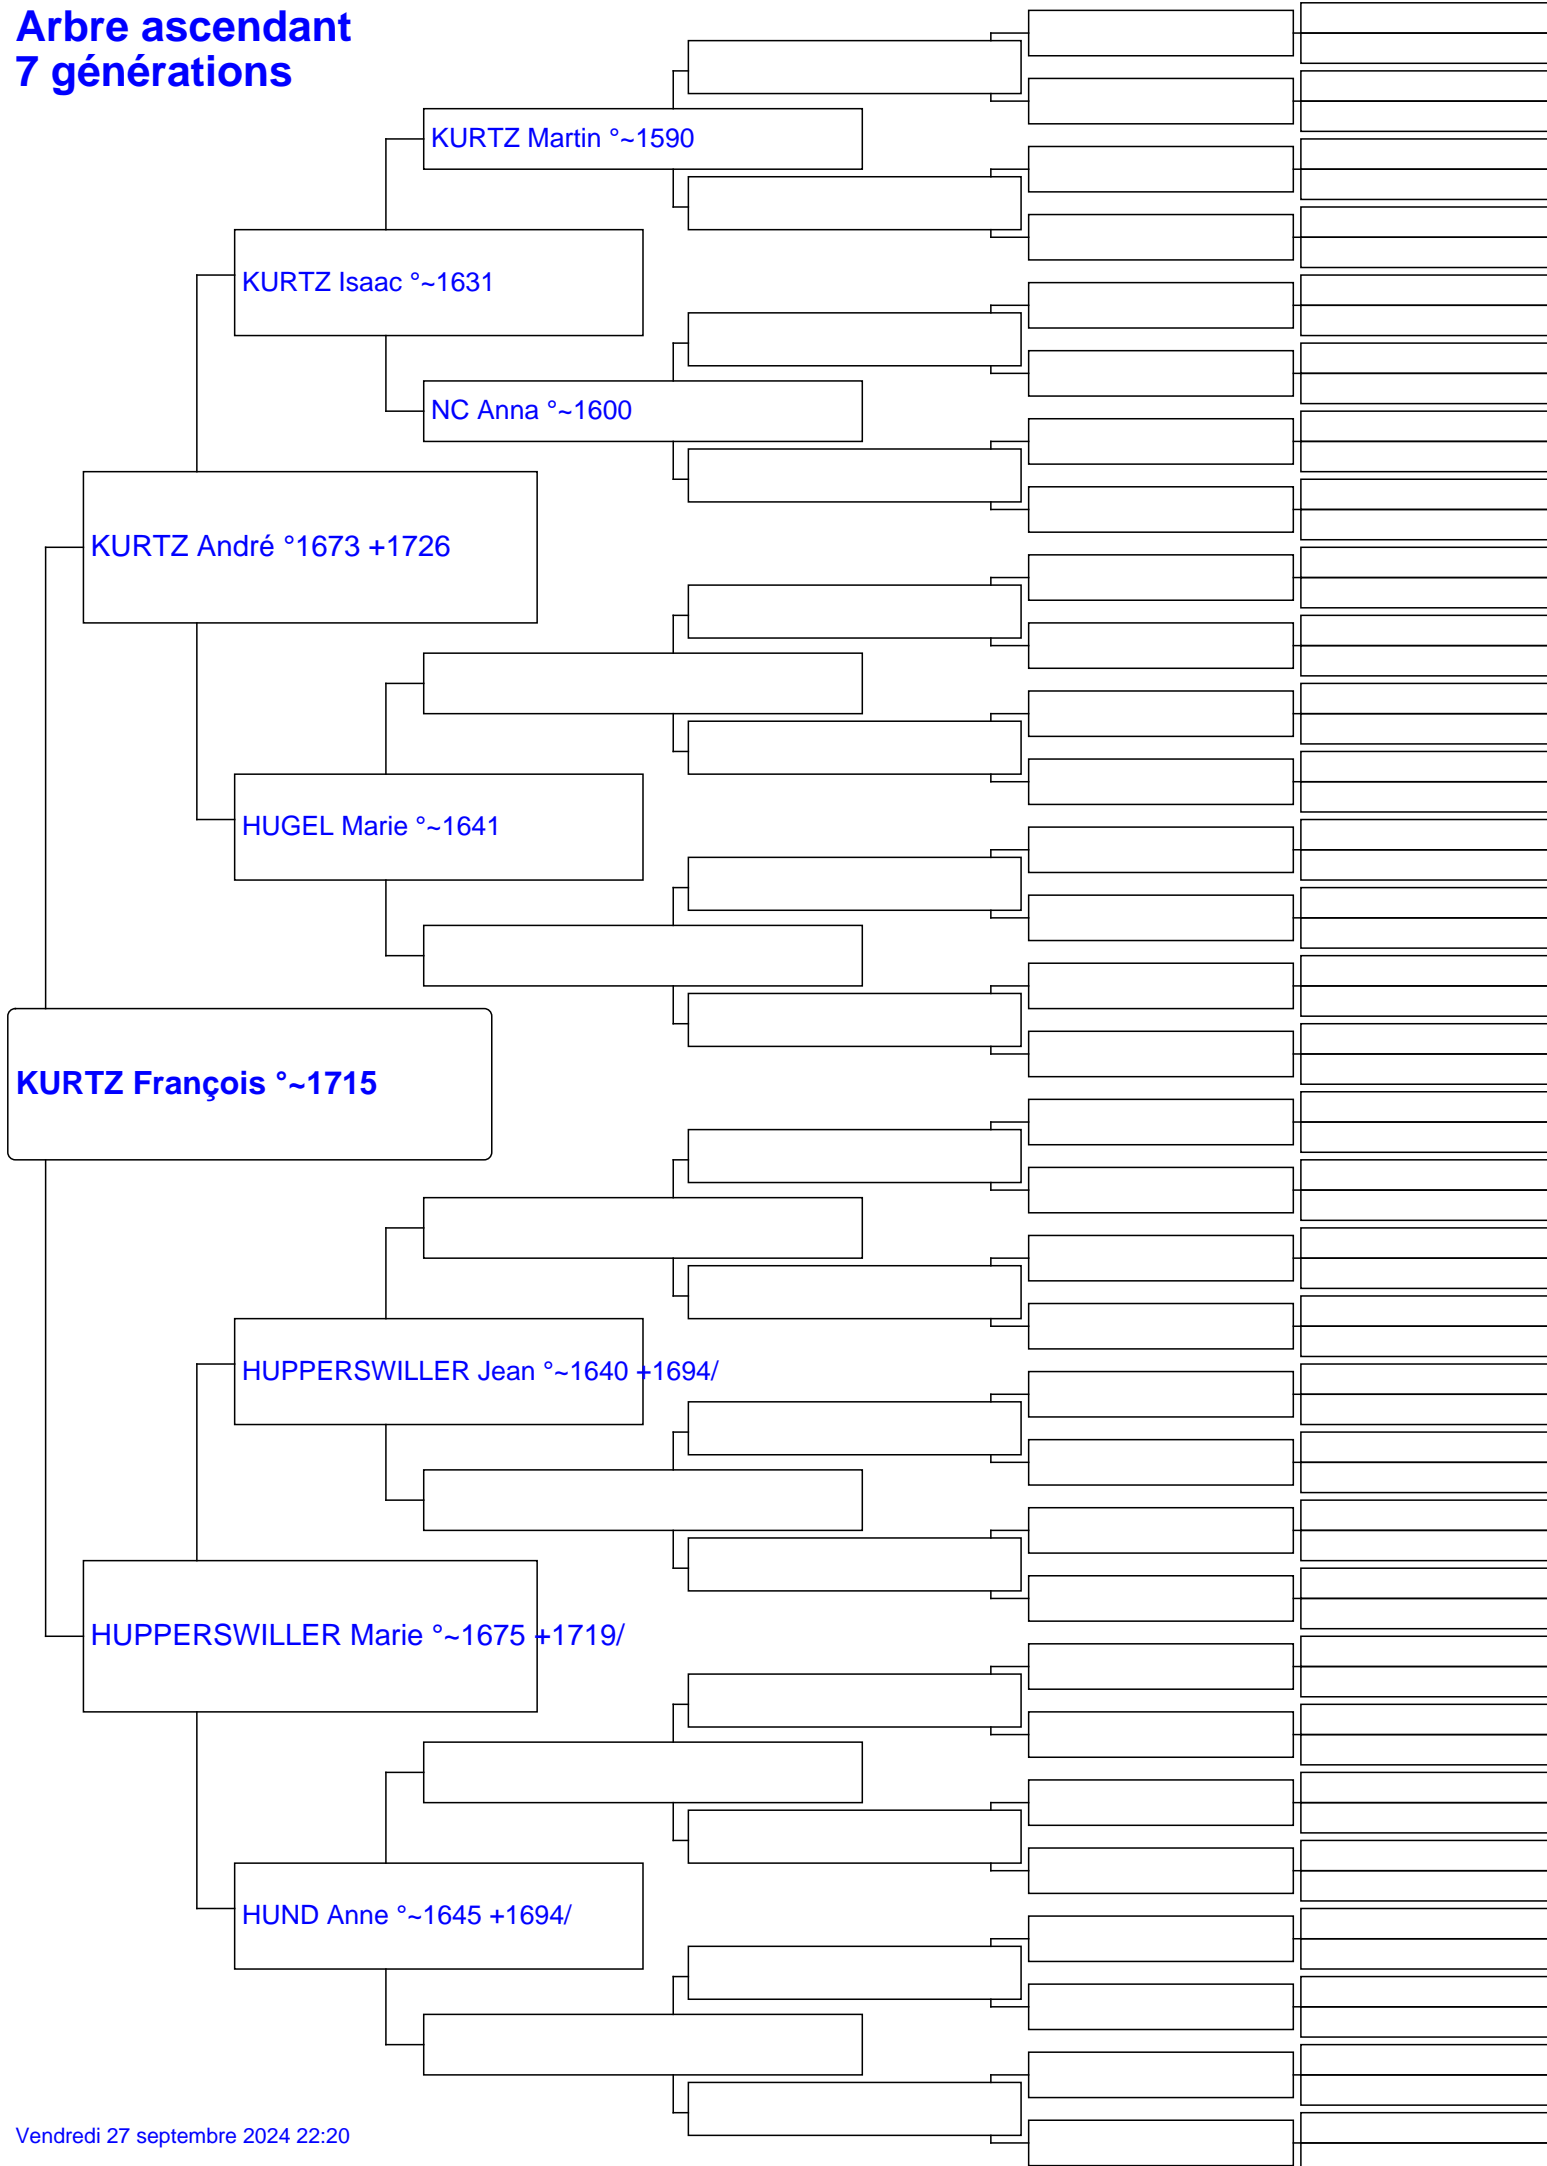 Arbre ascendant
7 générations
KURTZ Martin °~1590
KURTZ Isaac °~1631
NC Anna °~1600
KURTZ André °1673 +1726
HUGEL Marie °~1641
KURTZ François °~1715
HUPPERSWILLER Jean °~1640 +1694/
HUPPERSWILLER Marie °~1675 +1719/
HUND Anne °~1645 +1694/
Vendredi 27 septembre 2024 22:20